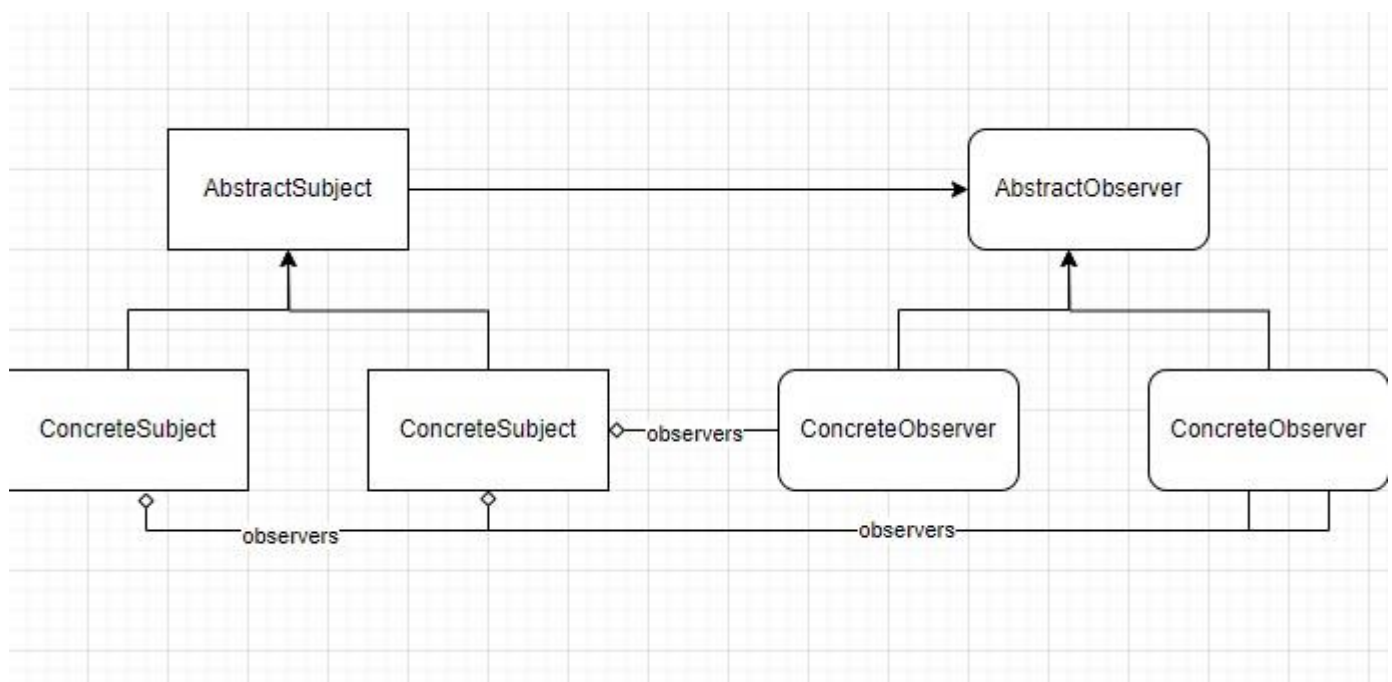 AbstractSubject
AbstractObserver
ConcreteSubject
ConcreteSubject
observers
ConcreteObserver
ConcreteObserver
observers
observers